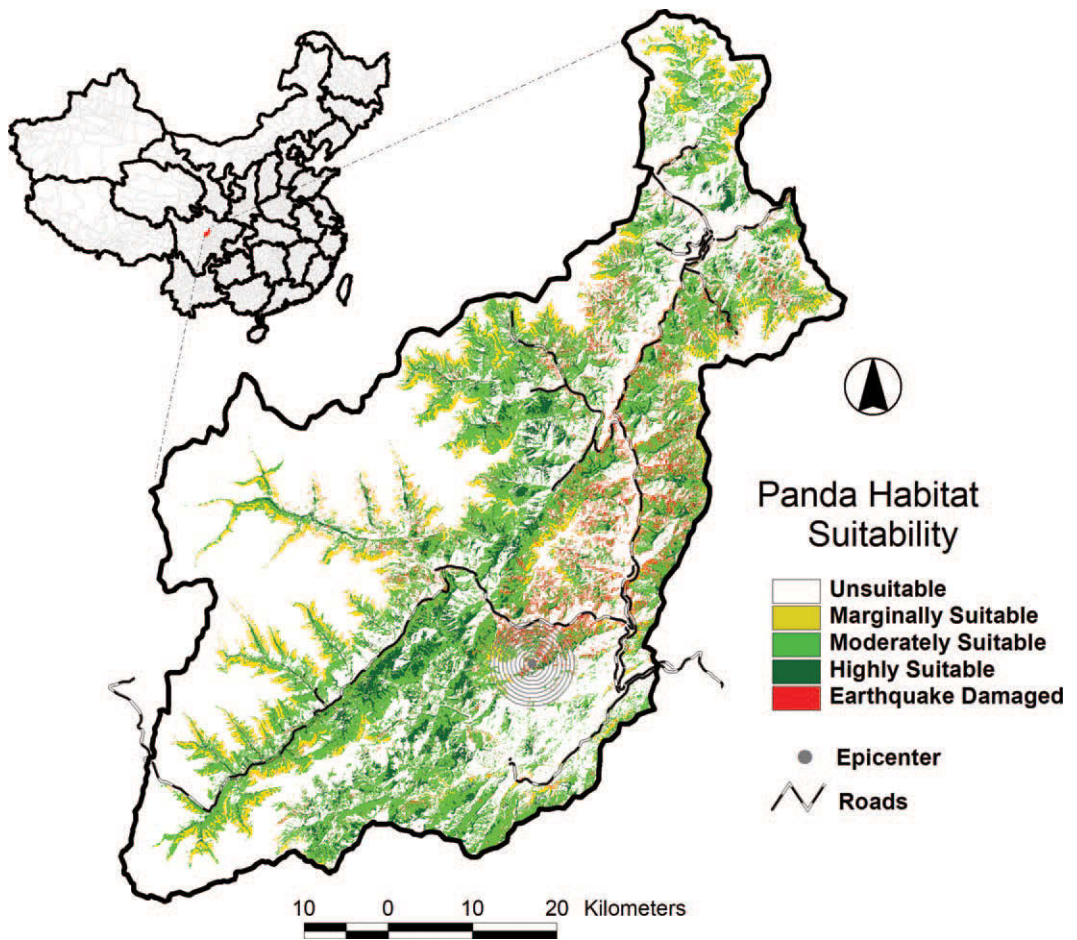 Panda Habitat
Suitability
Unsuitable
Marginally Suitable
Moderately Suitable
Highly Suitable
Earthquake Damaged
Epicenter
Roads
10 0 10 20 Kilometers